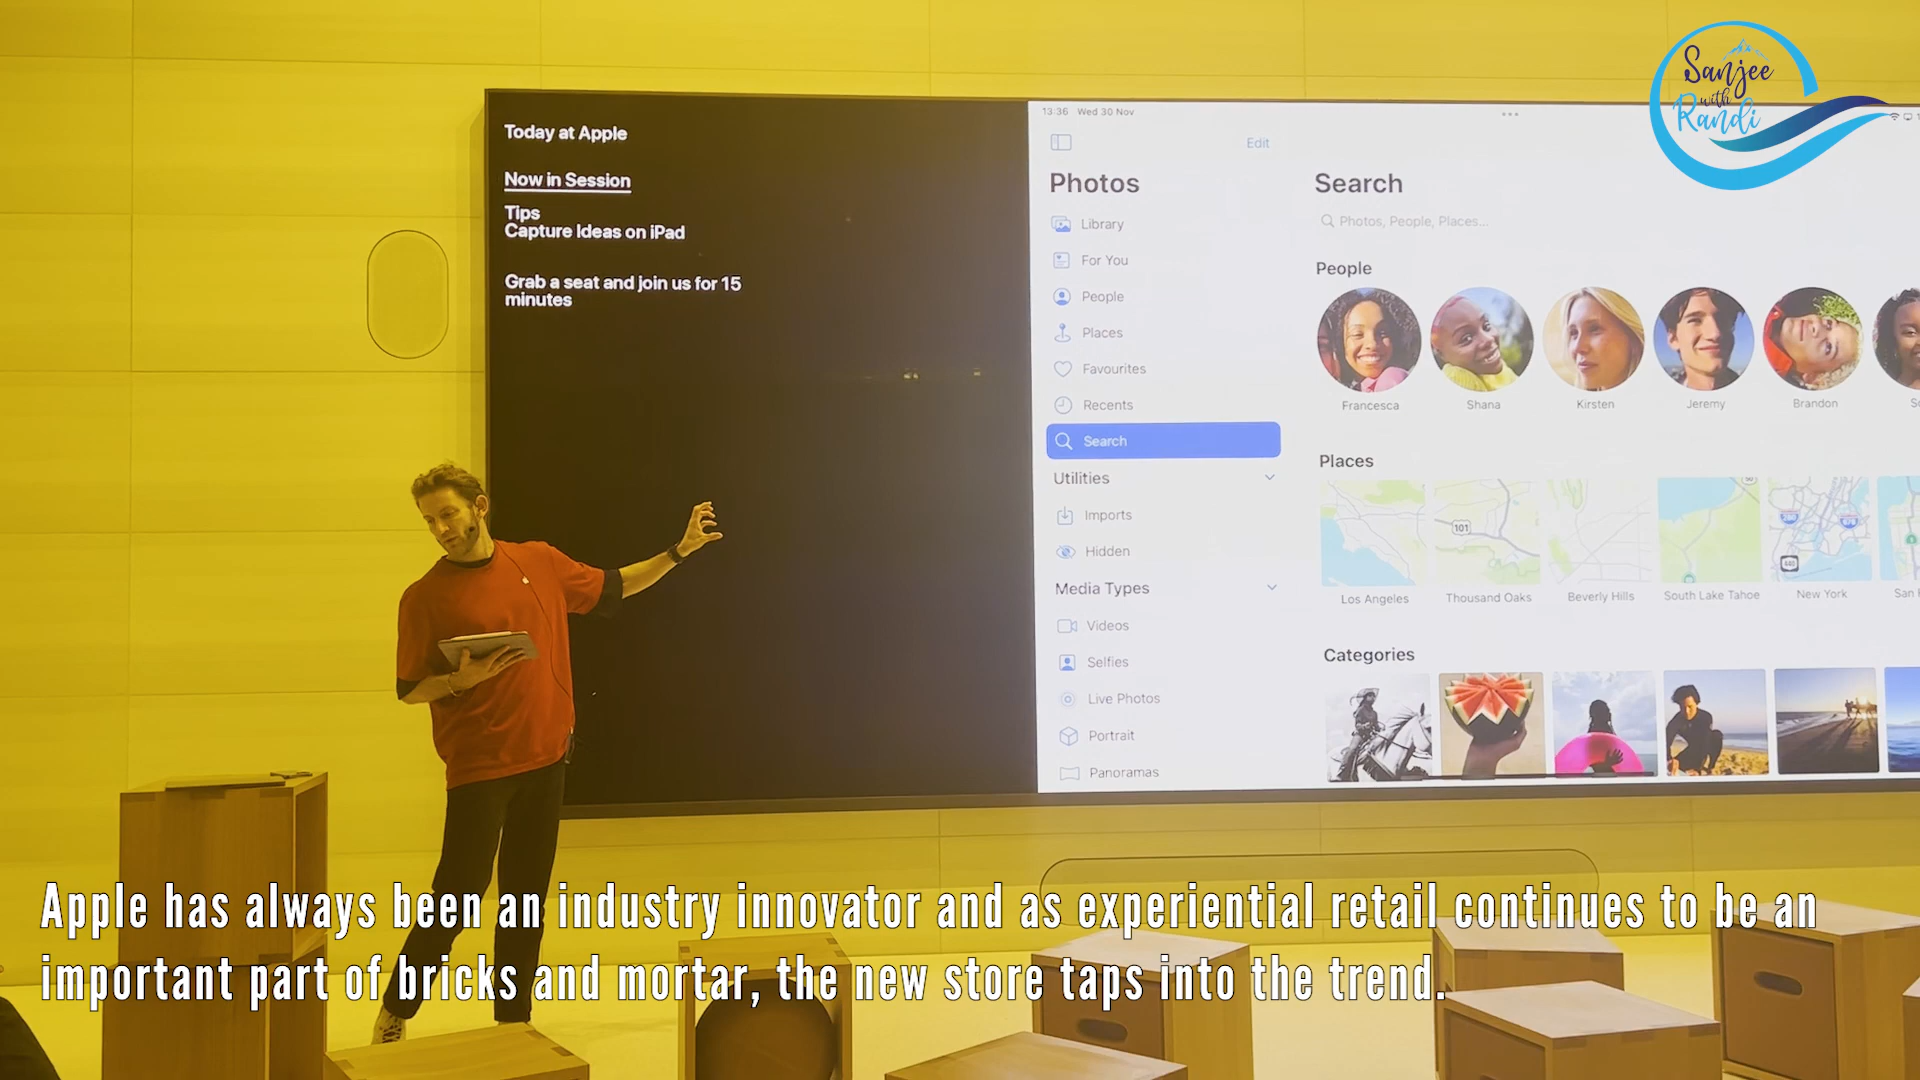 Sanjee
with
Randi
Today at Apple
Now in Session
Tips
Capture Ideas on iPad
Grab a seat and join us for 15
minutes
13:36 Wed 30 Nov
Edit
Photos
Library
For You
People
Places
Favourites
Recents
Search
Utilities
Imports
Hidden
Media Types
Videos
Selfies
Live Photos
Portrait
Panoramas
Search
Photos, People, Places...
People
Francesca Shana Kirsten Jeremy Brandon
Places
101
Los Angeles Thousand Oaks Beverly Hills South Lake Tahoe New York San
Categories
Apple has always been an industry innovator and as experiential retail continues to be an
important part of bricks and mortar, the new store taps into the trend.